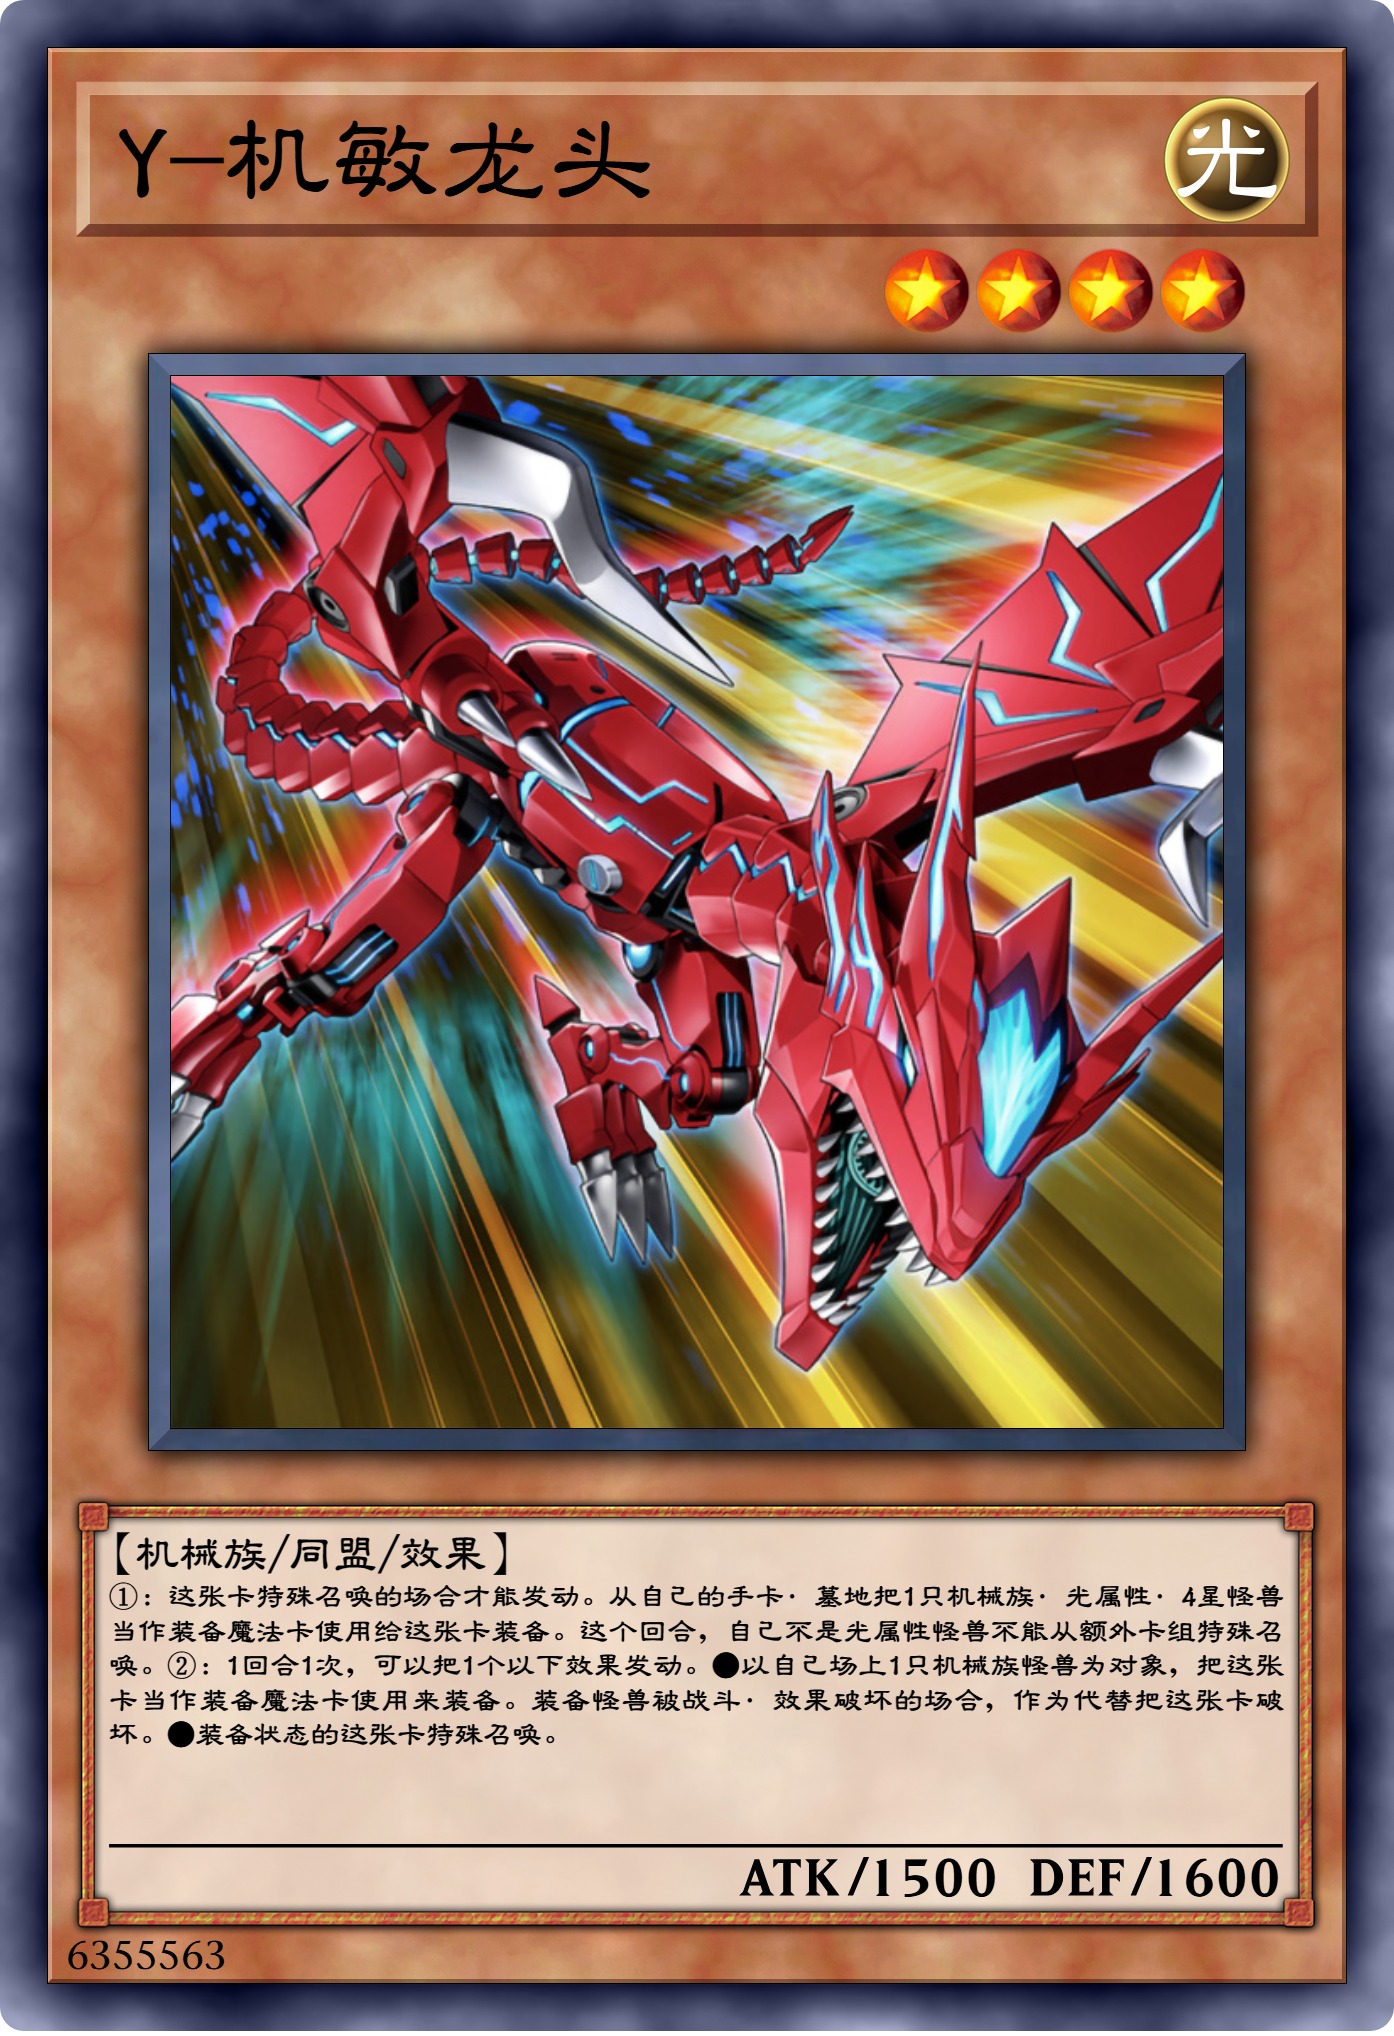 Y-机敏龙头
光
【机械族/同盟/效果】
①：这张卡特殊召唤的场合才能发动。从自己的手卡·墓地把1只机械族·光属性·4星怪兽
当作装备魔法卡使用给这张卡装备。这个回合，自己不是光属性怪兽不能从额外卡组特殊召
唤。②：1回合1次，可以把1个以下效果发动。●以自己场上1只机械族怪兽为对象，把这张
卡当作装备魔法卡使用来装备。装备怪兽被战斗·效果破坏的场合，作为代替把这张卡破
坏。●装备状态的这张卡特殊召唤。
ATK/1500 DEF/1600
6355563